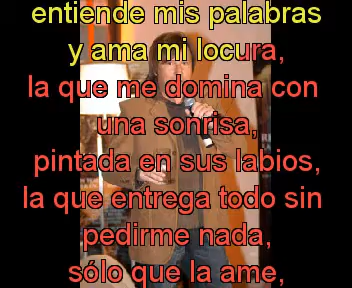 entiende mis palabras
y ama mi locura,
la que me domina con
una sonrisa,
pintada en sus labios,
la que entrega todo sin
pedirme nada,
sólo que la ame,